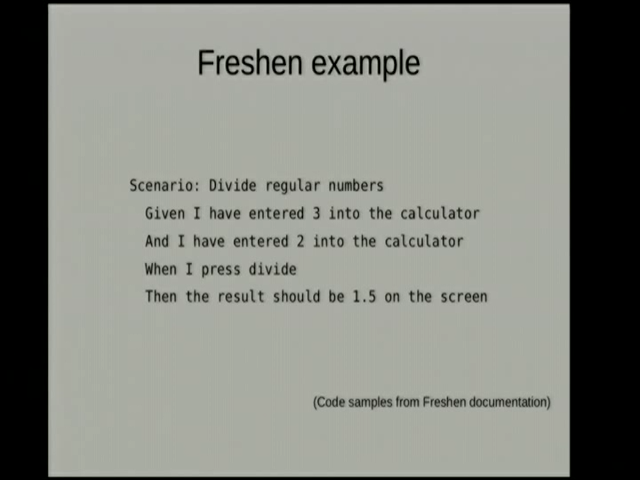 Freshen example
Scenario: Divide regular numbers
Given I have entered 3 into the calculator
And I have entered 2 into the calculator
When I press divide
Then the result should be 1.5 on the screen
(Code samples from Freshen documentation)